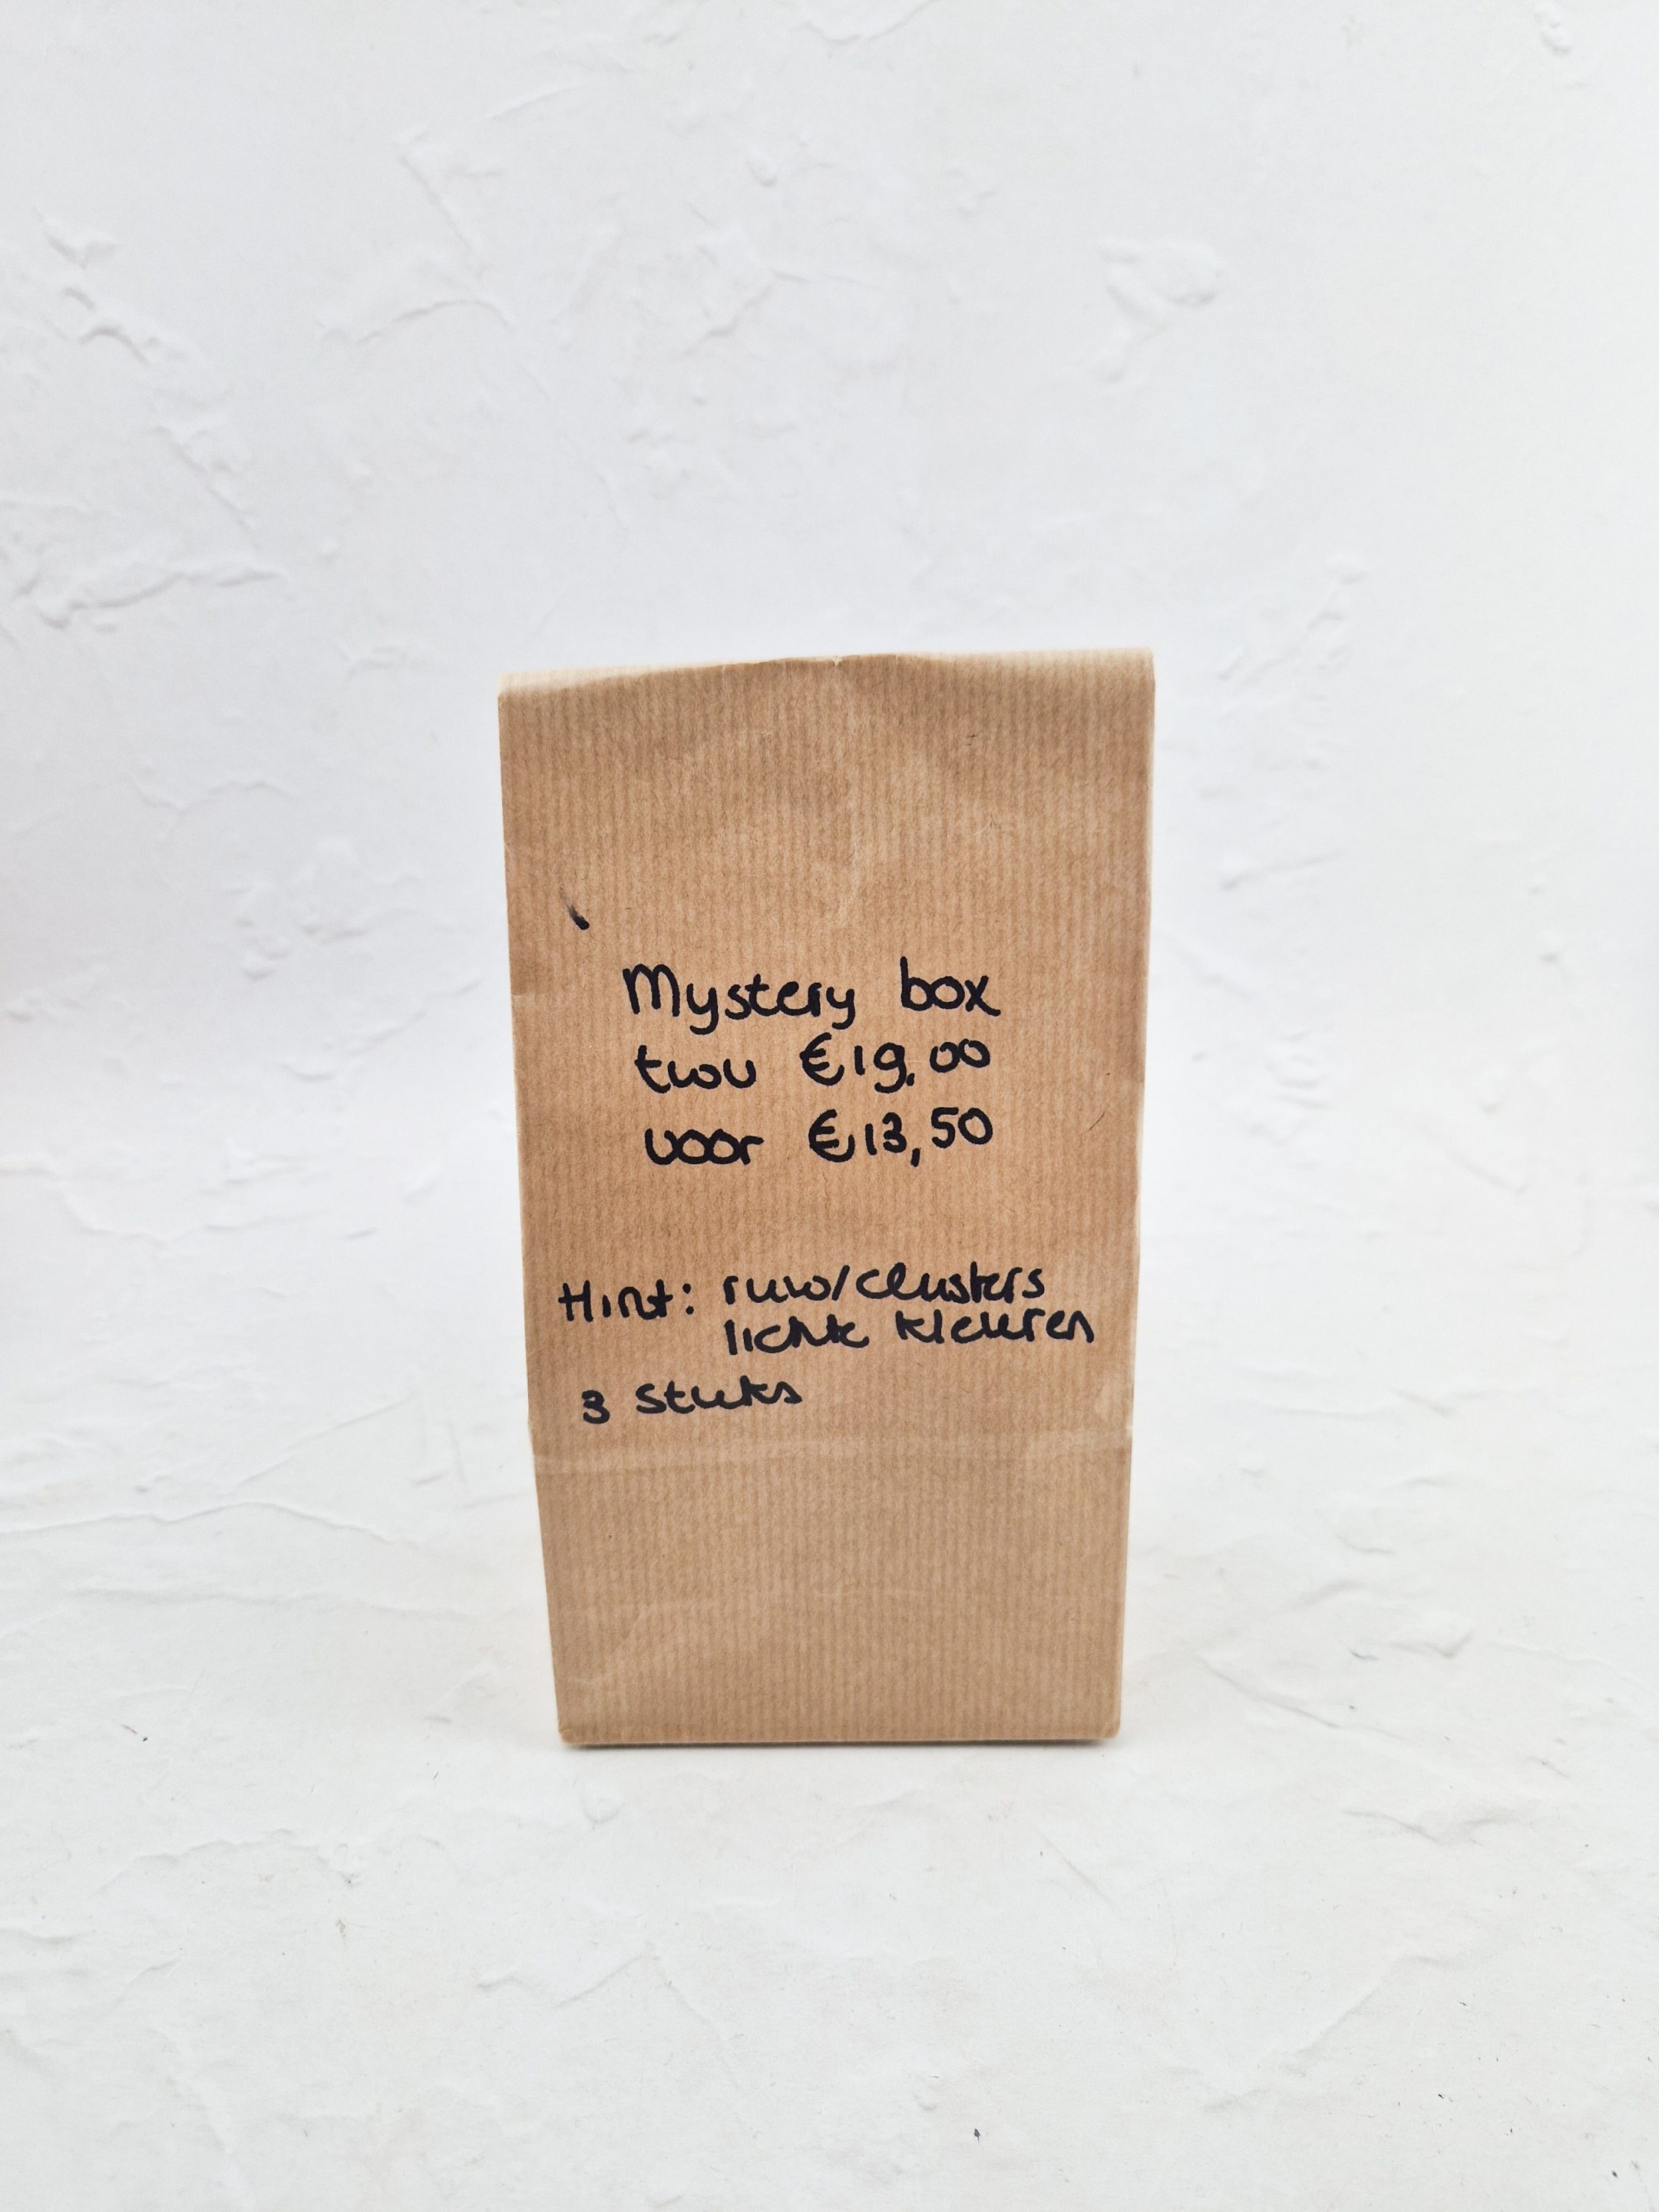 Mystery box
twv €19,00
voor €13,50
Hint: ruw/clusters
lichte kleuren
3 stuks